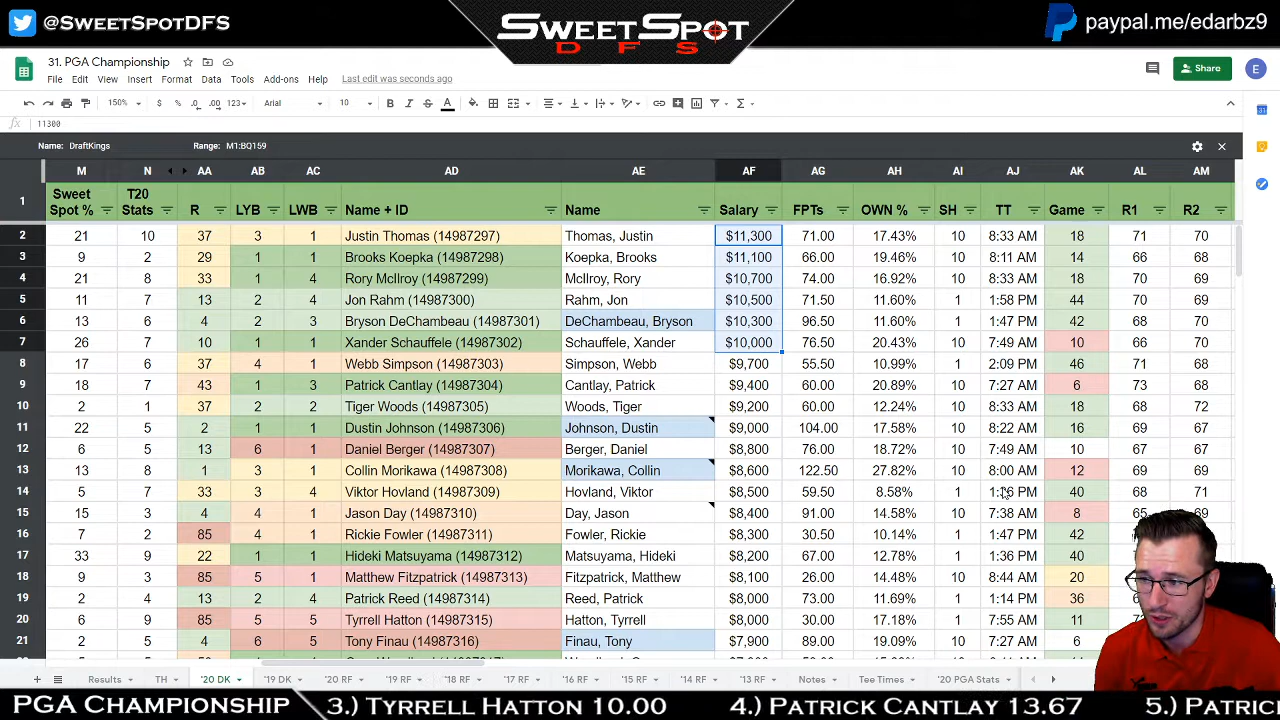 @SweetSpotDFS
SweetSpot
DFS
paypal.me/edarbz9
31. PGA Championship
File Edit View Insert Format Data Tools Add-ons Help Last edit was seconds ago
Share
E
150% $ % .0 .00 123 Arial 10 B I S A
fx 11300
Name: DraftKings Range: M1:BQ159
M N AA AB AC AD AE AF AG AH AI AJ AK AL AM
1 Sweet Spot % T20 Stats R LYB LWB Name + ID Name Salary FPTs OWN % SH TT Game R1 R2
2 21 10 37 3 1 Justin Thomas (14987297) Thomas, Justin $11,300 71.00 17.43% 10 8:33 AM 18 71 70
3 9 2 29 1 1 Brooks Koepka (14987298) Koepka, Brooks $11,100 66.00 19.46% 10 8:11 AM 14 66 68
4 21 8 33 1 4 Rory McIlroy (14987299) McIlroy, Rory $10,700 74.00 16.92% 10 8:33 AM 18 70 69
5 11 7 13 2 4 Jon Rahm (14987300) Rahm, Jon $10,500 71.50 11.60% 1 1:58 PM 44 70 69
6 13 6 4 2 3 Bryson DeChambeau (14987301) DeChambeau, Bryson $10,300 96.50 11.60% 1 1:47 PM 42 68 70
7 26 7 10 1 1 Xander Schauffele (14987302) Schauffele, Xander $10,000 76.50 20.43% 10 7:49 AM 10 66 70
8 17 6 37 4 1 Webb Simpson (14987303) Simpson, Webb $9,700 55.50 10.99% 1 2:09 PM 46 71 68
9 18 7 43 1 3 Patrick Cantlay (14987304) Cantlay, Patrick $9,400 60.00 20.89% 10 7:27 AM 6 73 68
10 2 1 37 2 2 Tiger Woods (14987305) Woods, Tiger $9,200 60.00 12.24% 10 8:33 AM 18 68 72
11 22 5 2 1 1 Dustin Johnson (14987306) Johnson, Dustin $9,000 104.00 17.58% 10 8:22 AM 16 69 67
12 6 5 13 6 1 Daniel Berger (14987307) Berger, Daniel $8,800 76.00 18.72% 10 7:49 AM 10 67 67
13 13 8 1 3 1 Collin Morikawa (14987308) Morikawa, Collin $8,600 122.50 27.82% 10 8:00 AM 12 69 69
14 5 7 33 3 4 Viktor Hovland (14987309) Hovland, Viktor $8,500 59.50 8.58% 1 PM 40 68 71
15 15 3 4 4 1 Jason Day (14987310) Day, Jason $8,400 91.00 14.58% 10 7:38 AM 8 65 69
16 7 2 85 4 1 Rickie Fowler (14987311) Fowler, Rickie $8,300 30.50 10.14% 1 1:47 PM 42
17 33 9 22 1 1 Hideki Matsuyama (14987312) Matsuyama, Hideki $8,200 67.00 12.78% 1 1:36 PM 40
18 9 3 85 5 1 Matthew Fitzpatrick (14987313) Fitzpatrick, Matthew $8,100 26.00 14.48% 10 8:44 AM 20
19 2 4 13 2 4 Patrick Reed (14987314) Reed, Patrick $8,100 73.00 11.69% 1 1:14 PM 36
20 6 9 85 5 5 Tyrrell Hatton (14987315) Hatton, Tyrrell $8,000 30.00 17.18% 1 7:55 AM 11
21 2 5 4 6 5 Tony Finau (14987316) Finau, Tony $7,900 89.00 19.09% 10 7:27 AM 6
Results TH '20 DK '19 DK '20 RF '19 RF '18 RF '17 RF '16 RF '15 RF '14 RF '13 RF Notes Tee Times '20 PGA Stats
PGA Championship 3.) Tyrrell Hatton 10.00 4.) Patrick Cantlay 13.67 5.) Patric